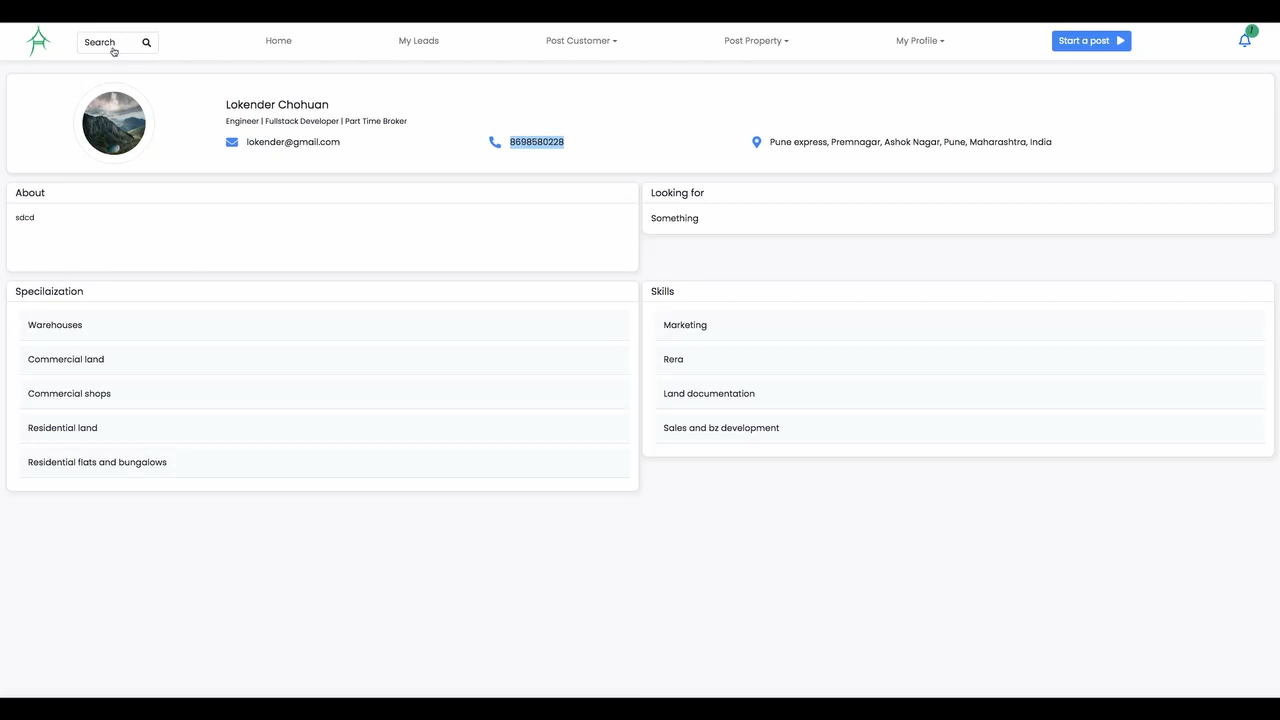 Search
Home
My Leads
Post Customer
Post Property
My Profile
Start a post
Lokender Chohuan
Engineer | Fullstack Developer | Part Time Broker
lokender@gmail.com
8698580228
Pune express, Premnagar, Ashok Nagar, Pune, Maharashtra, India
About
sdcd
Looking for
Something
Specilaization
Warehouses
Commercial land
Commercial shops
Residential land
Residential flats and bungalows
Skills
Marketing
Rera
Land documentation
Sales and bz development